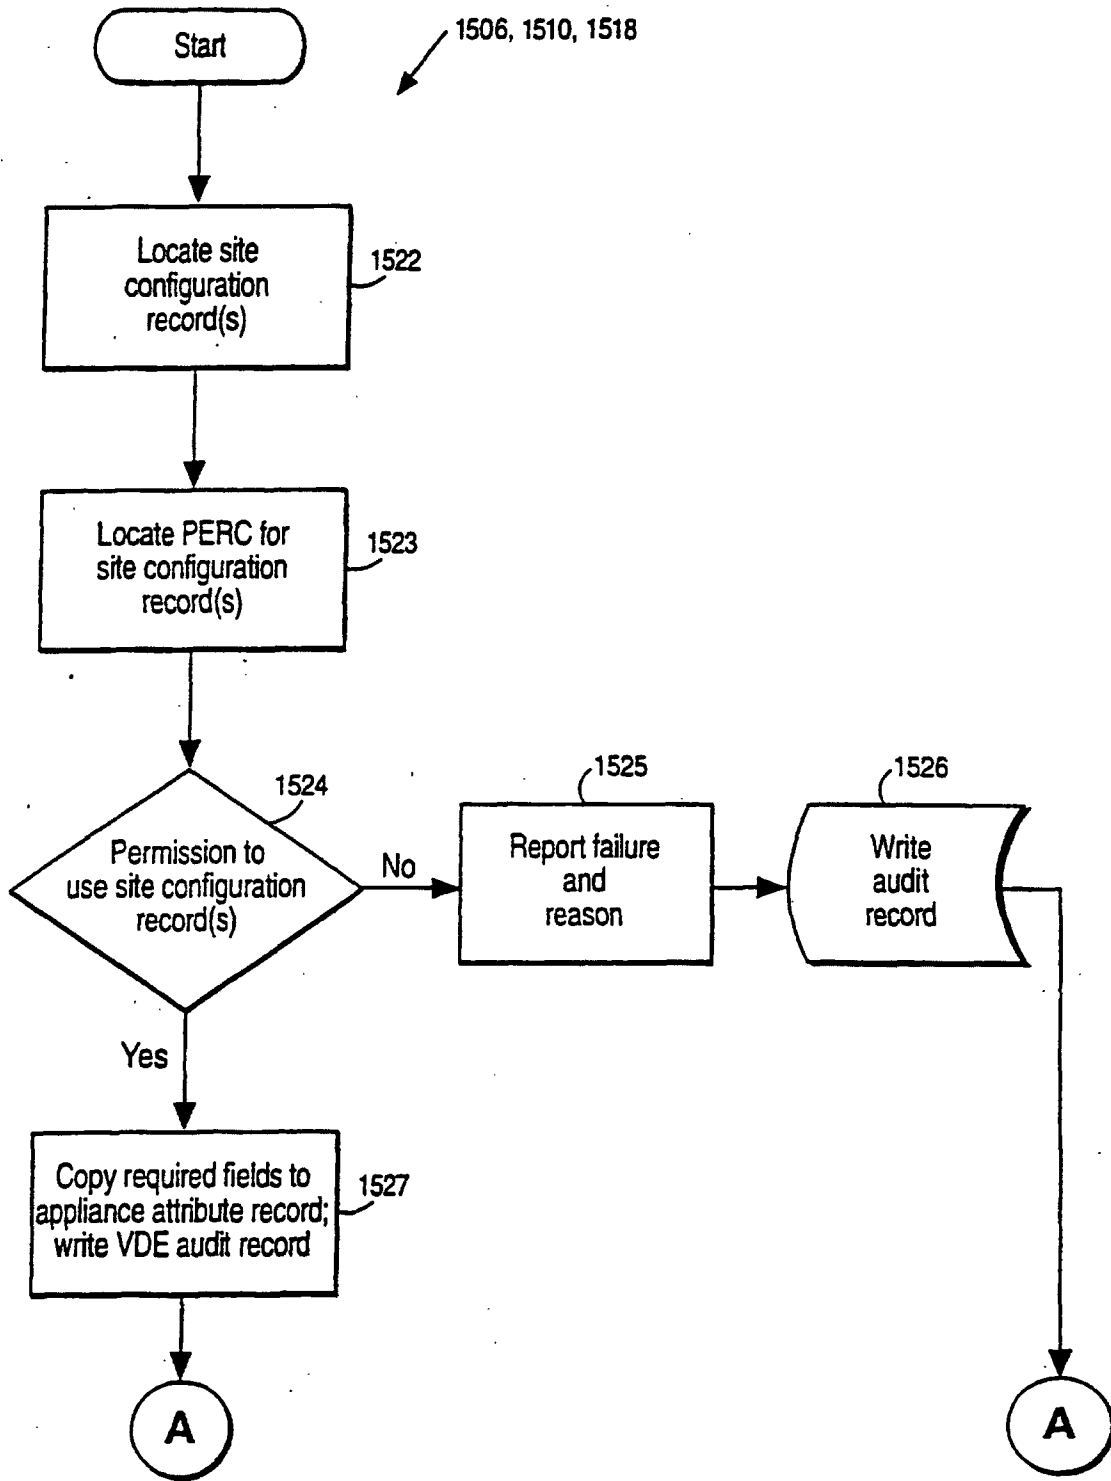 Start
1506, 1510, 1518
Locate site
configuration
record(s)
1522
Locate PERC for
site configuration
record(s)
1523
1524
Permission to
use site configuration
record(s)
No
1525
Report failure
and
reason
1526
Write
audit
record
Yes
Copy required fields to
appliance attribute record;
write VDE audit record
1527
A
A